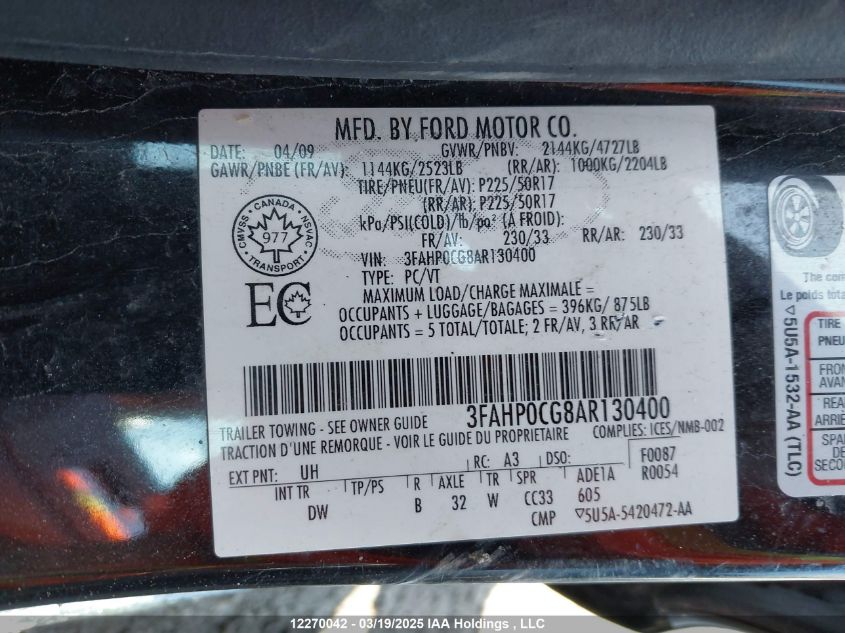 MFD. BY FORD MOTOR CO.
DATE: 04/09 GVWR/PNBV: 2144KG/4727LB
GAWR/PNBE (FR/AV): 1144KG/2523LB (RR/AR): 1000KG/2204LB
TIRE/PNEU(FR/AV): P225/50R17
(RR/AR): P225/50R17
kPa/PSI(COLD)/lb/po² (À FROID):
FR/AV: 230/33 RR/AR: 230/33
VIN: 3FAHP0CG8AR130400
TYPE: PC/VT
MAXIMUM LOAD/CHARGE MAXIMALE =
OCCUPANTS + LUGGAGE/BAGAGES = 396KG/ 875LB
OCCUPANTS = 5 TOTAL/TOTALE; 2 FR/AV, 3 RR/AR
CANADA
CMVSS NSVAC
977
TRANSPORT
EC
3FAHP0CG8AR130400
TRAILER TOWING - SEE OWNER GUIDE COMPLIES: ICES/NMB-002
TRACTION D'UNE REMORQUE - VOIR LE GUIDE DU PROPRIETAIRE
EXT PNT: UH RC: A3 DSO: F0087
R0054
INT TR TP/PS R AXLE TR SPR ADE1A
DW B 32 W CC33 605
CMP ▽5U5A-5420472-AA
The com
Le poids tota
▽5U5A-1532-AA (TLC)
TIRE
PNEU
FRON
AVAN
REA
ARRIE
SPA
DE
SECO
12270042 - 03/19/2025 IAA Holdings, LLC